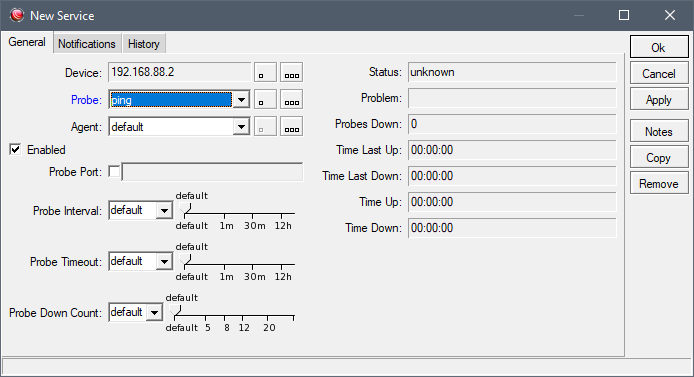 New Service
General Notifications History
Device: 192.168.88.2
Probe: ping
Agent: default
Enabled
Probe Port:
default
Probe Interval: default
default 1m 30m 12h
default
Probe Timeout: default
default 1m 30m 12h
default
Probe Down Count: default
default 5 8 12 20
Status: unknown
Problem:
Probes Down: 0
Time Last Up: 00:00:00
Time Last Down: 00:00:00
Time Up: 00:00:00
Time Down: 00:00:00
Ok
Cancel
Apply
Notes
Copy
Remove